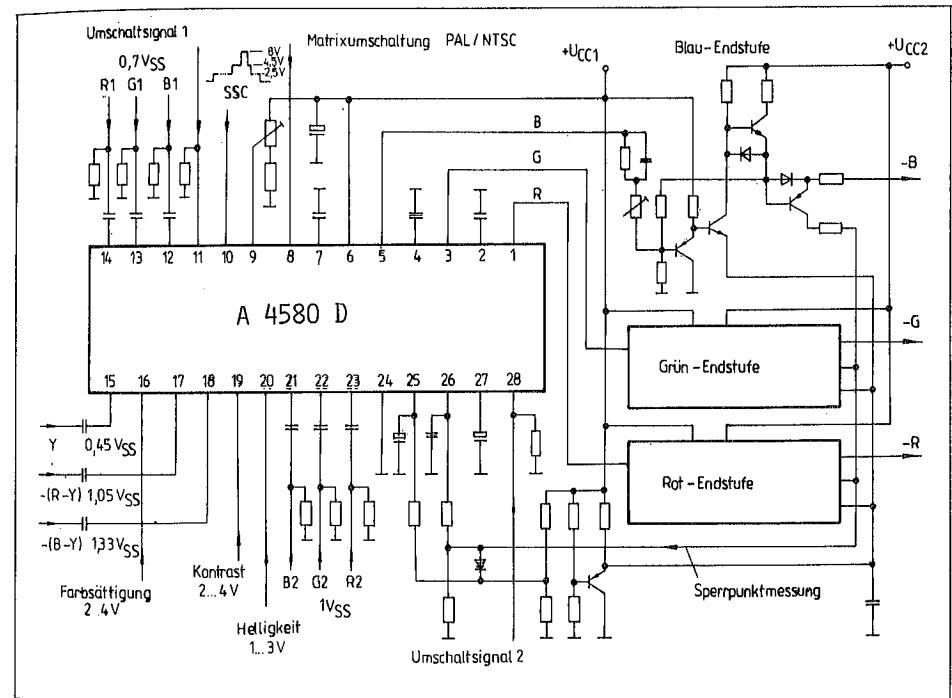 Umschaltsignal 1
Matrixumschaltung PAL/NTSC
+UCC1
Blau-Endstufe
+UCC2
0,7 VSS
8V
4,5V
2,5V
R1 G1 B1
SSC
B
G
R
-B
14 13 12 11 10 9 8 7 6 5 4 3 2 1
A 4580 D
15 16 17 18 19 20 21 22 23 24 25 26 27 28
-G
Grün-Endstufe
-R
Rot-Endstufe
Y 0,45 VSS
-(R-Y) 1,05 VSS
-(B-Y) 1,33 VSS
Farbsättigung
2..4V
Kontrast
2...4V
Helligkeit
1...3V
B2 G2 R2
1VSS
Umschaltsignal 2
Sperrpunktmessung